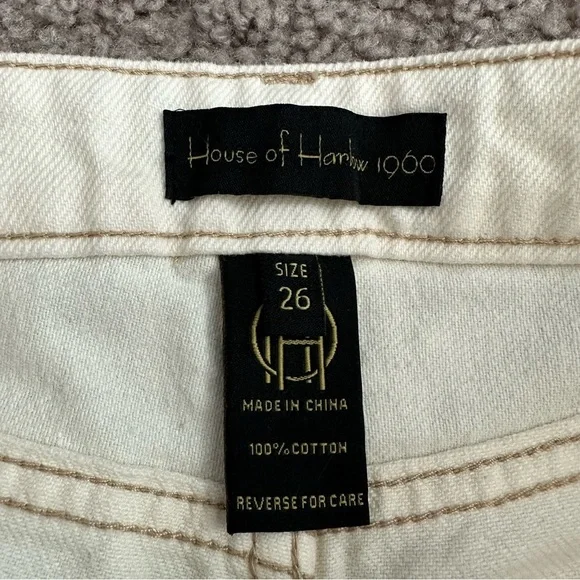 House of Harlow 1960
SIZE
26
MADE IN CHINA
100% COTTON
REVERSE FOR CARE